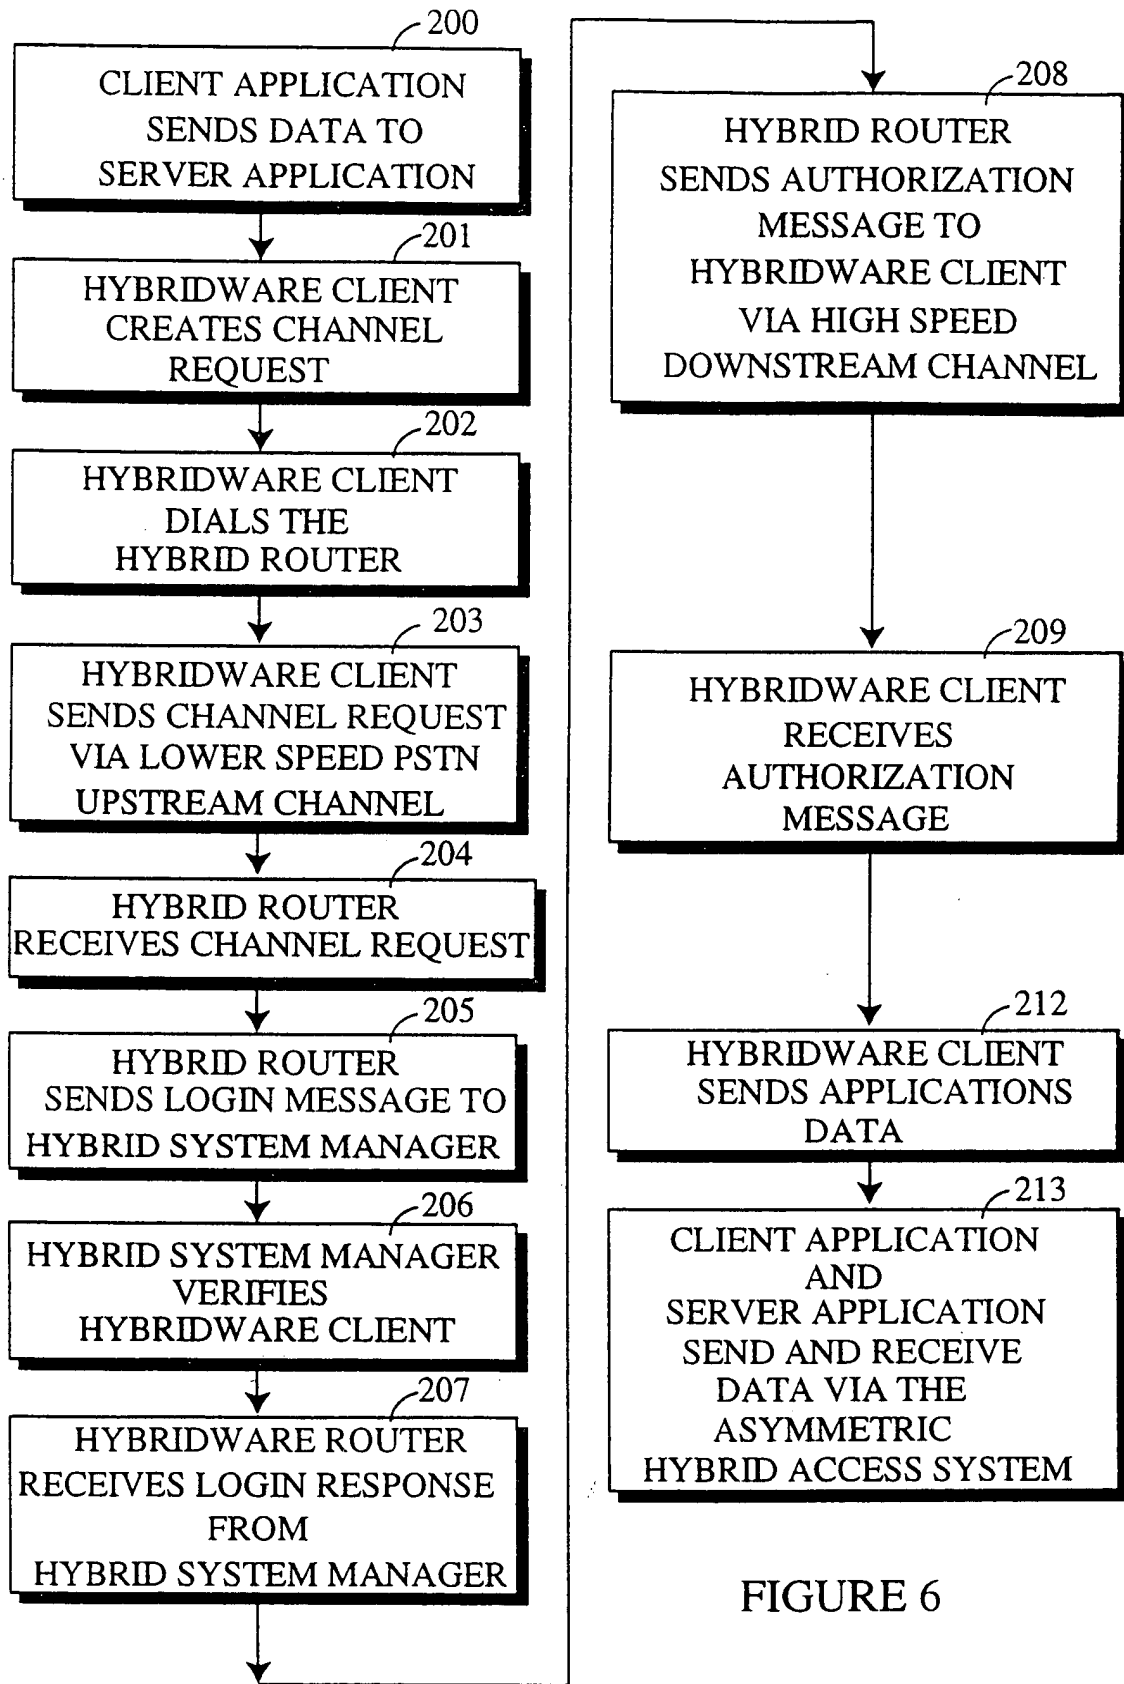 200
CLIENT APPLICATION
SENDS DATA TO
SERVER APPLICATION
201
HYBRIDWARE CLIENT
CREATES CHANNEL
REQUEST
202
HYBRIDWARE CLIENT
DIALS THE
HYBRID ROUTER
203
HYBRIDWARE CLIENT
SENDS CHANNEL REQUEST
VIA LOWER SPEED PSTN
UPSTREAM CHANNEL
204
HYBRID ROUTER
RECEIVES CHANNEL REQUEST
205
HYBRID ROUTER
SENDS LOGIN MESSAGE TO
HYBRID SYSTEM MANAGER
206
HYBRID SYSTEM MANAGER
VERIFIES
HYBRIDWARE CLIENT
207
HYBRIDWARE ROUTER
RECEIVES LOGIN RESPONSE
FROM
HYBRID SYSTEM MANAGER
208
HYBRID ROUTER
SENDS AUTHORIZATION
MESSAGE TO
HYBRIDWARE CLIENT
VIA HIGH SPEED
DOWNSTREAM CHANNEL
209
HYBRIDWARE CLIENT
RECEIVES
AUTHORIZATION
MESSAGE
212
HYBRIDWARE CLIENT
SENDS APPLICATIONS
DATA
213
CLIENT APPLICATION
AND
SERVER APPLICATION
SEND AND RECEIVE
DATA VIA THE
ASYMMETRIC
HYBRID ACCESS SYSTEM
FIGURE 6